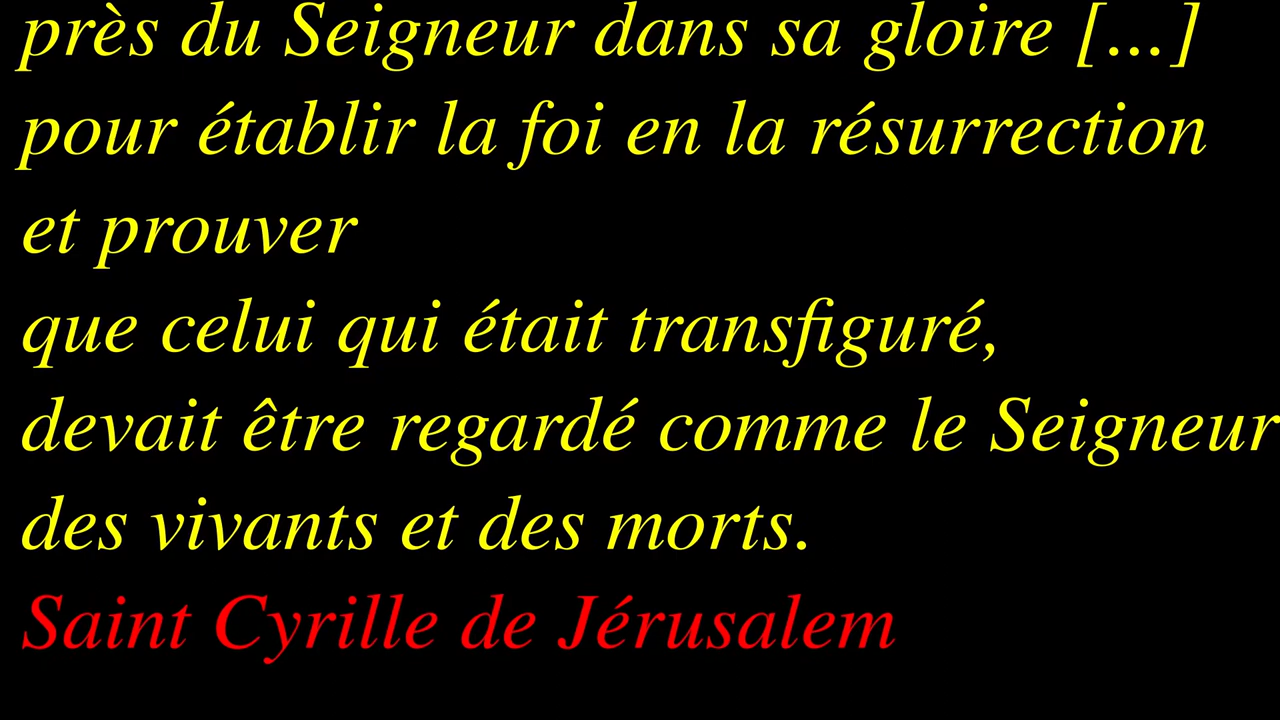 près du Seigneur dans sa gloire [...]
pour établir la foi en la résurrection
et prouver
que celui qui était transfiguré,
devait être regardé comme le Seigneur
des vivants et des morts.
Saint Cyrille de Jérusalem